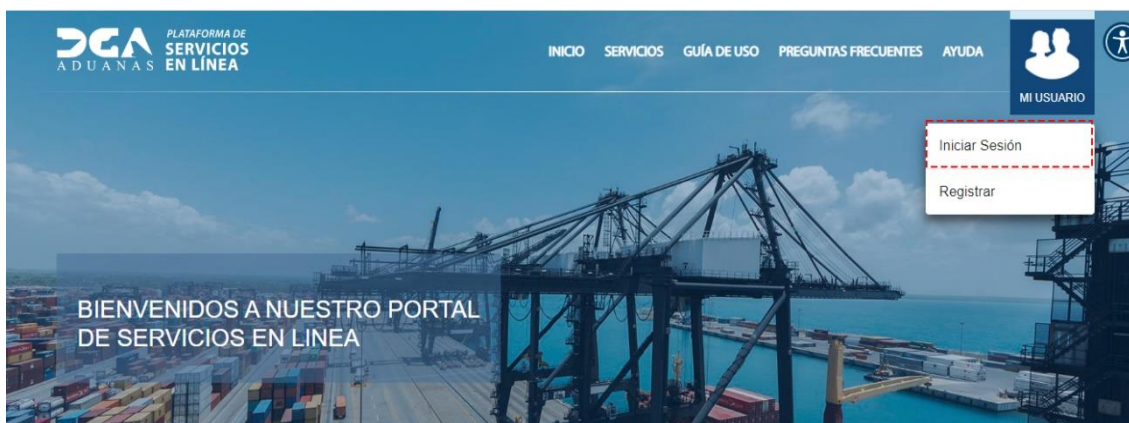 DGA
ADUANAS
PLATAFORMA DE
SERVICIOS
EN LÍNEA
INICIO SERVICIOS GUÍA DE USO PREGUNTAS FRECUENTES AYUDA
MI USUARIO
Iniciar Sesión
Registrar
BIENVENIDOS A NUESTRO PORTAL
DE SERVICIOS EN LINEA